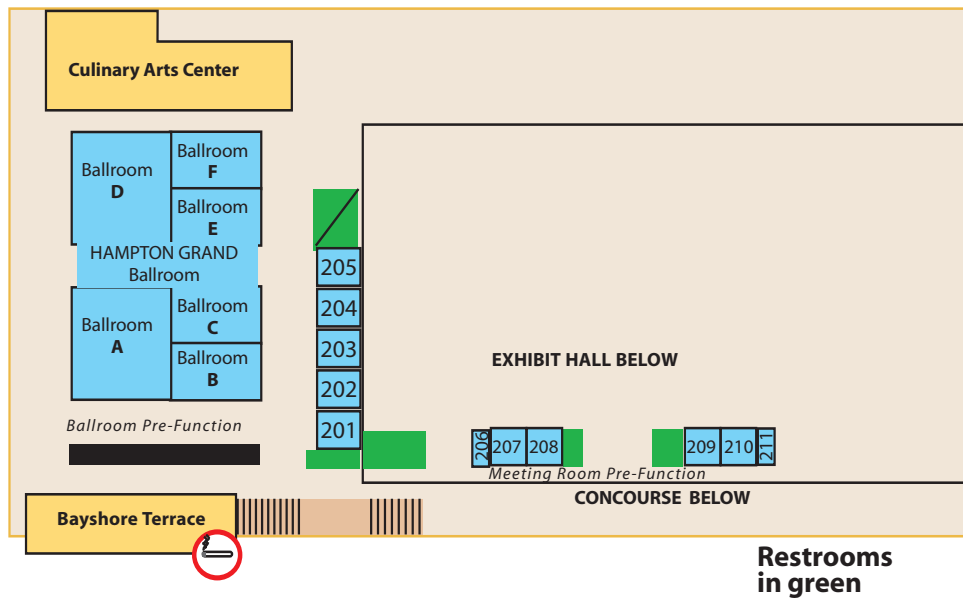 Culinary Arts Center
Ballroom
D
Ballroom
F
Ballroom
E
HAMPTON GRAND
Ballroom
Ballroom
A
Ballroom
C
Ballroom
B
Ballroom Pre-Function
205
204
203
202
201
EXHIBIT HALL BELOW
206
207
208
209
210
211
Meeting Room Pre-Function
CONCOURSE BELOW
Bayshore Terrace
Restrooms
in green